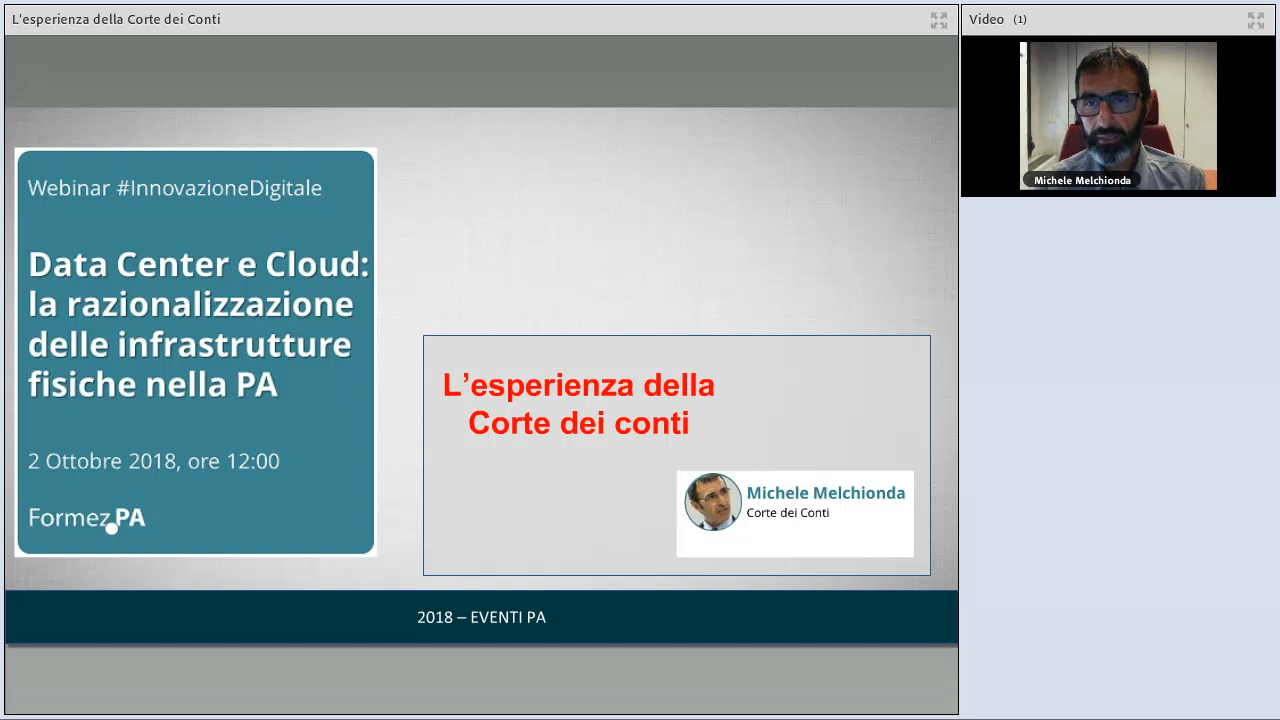 L'esperienza della Corte dei Conti
Video (1)
Michele Melchionda
Webinar #InnovazioneDigitale
Data Center e Cloud:
la razionalizzazione
delle infrastrutture
fisiche nella PA
2 Ottobre 2018, ore 12:00
FormezPA
L’esperienza della
Corte dei conti
Michele Melchionda
Corte dei Conti
2018 – EVENTI PA